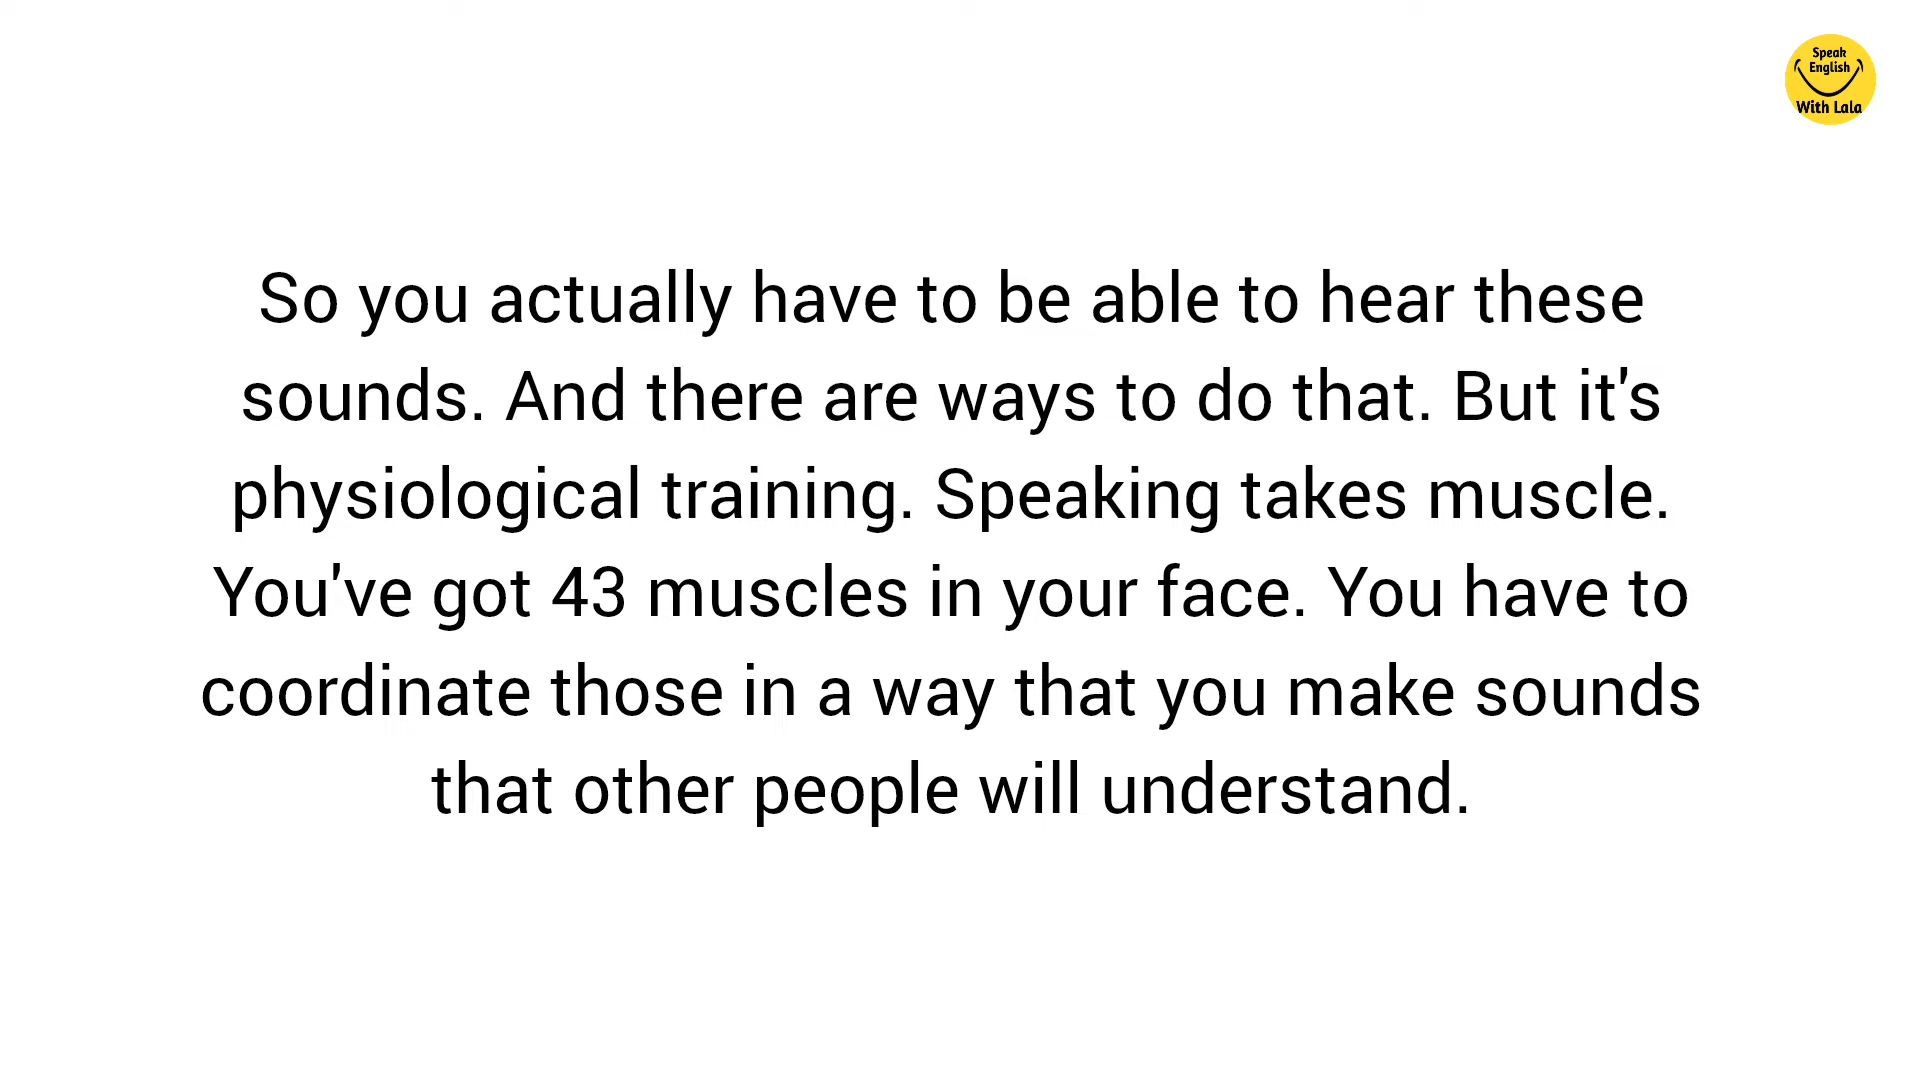 Speak
English
With Lala
So you actually have to be able to hear these
sounds. And there are ways to do that. But it's
physiological training. Speaking takes muscle.
You've got 43 muscles in your face. You have to
coordinate those in a way that you make sounds
that other people will understand.